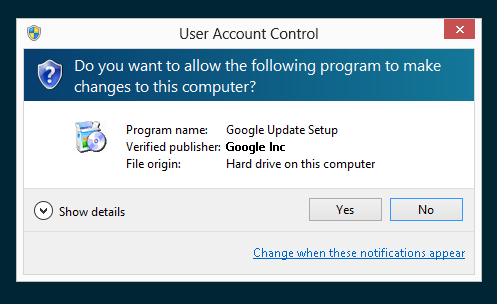 User Account Control
Do you want to allow the following program to make
changes to this computer?
Program name: Google Update Setup
Verified publisher: Google Inc
File origin: Hard drive on this computer
Show details
Yes
No
Change when these notifications appear